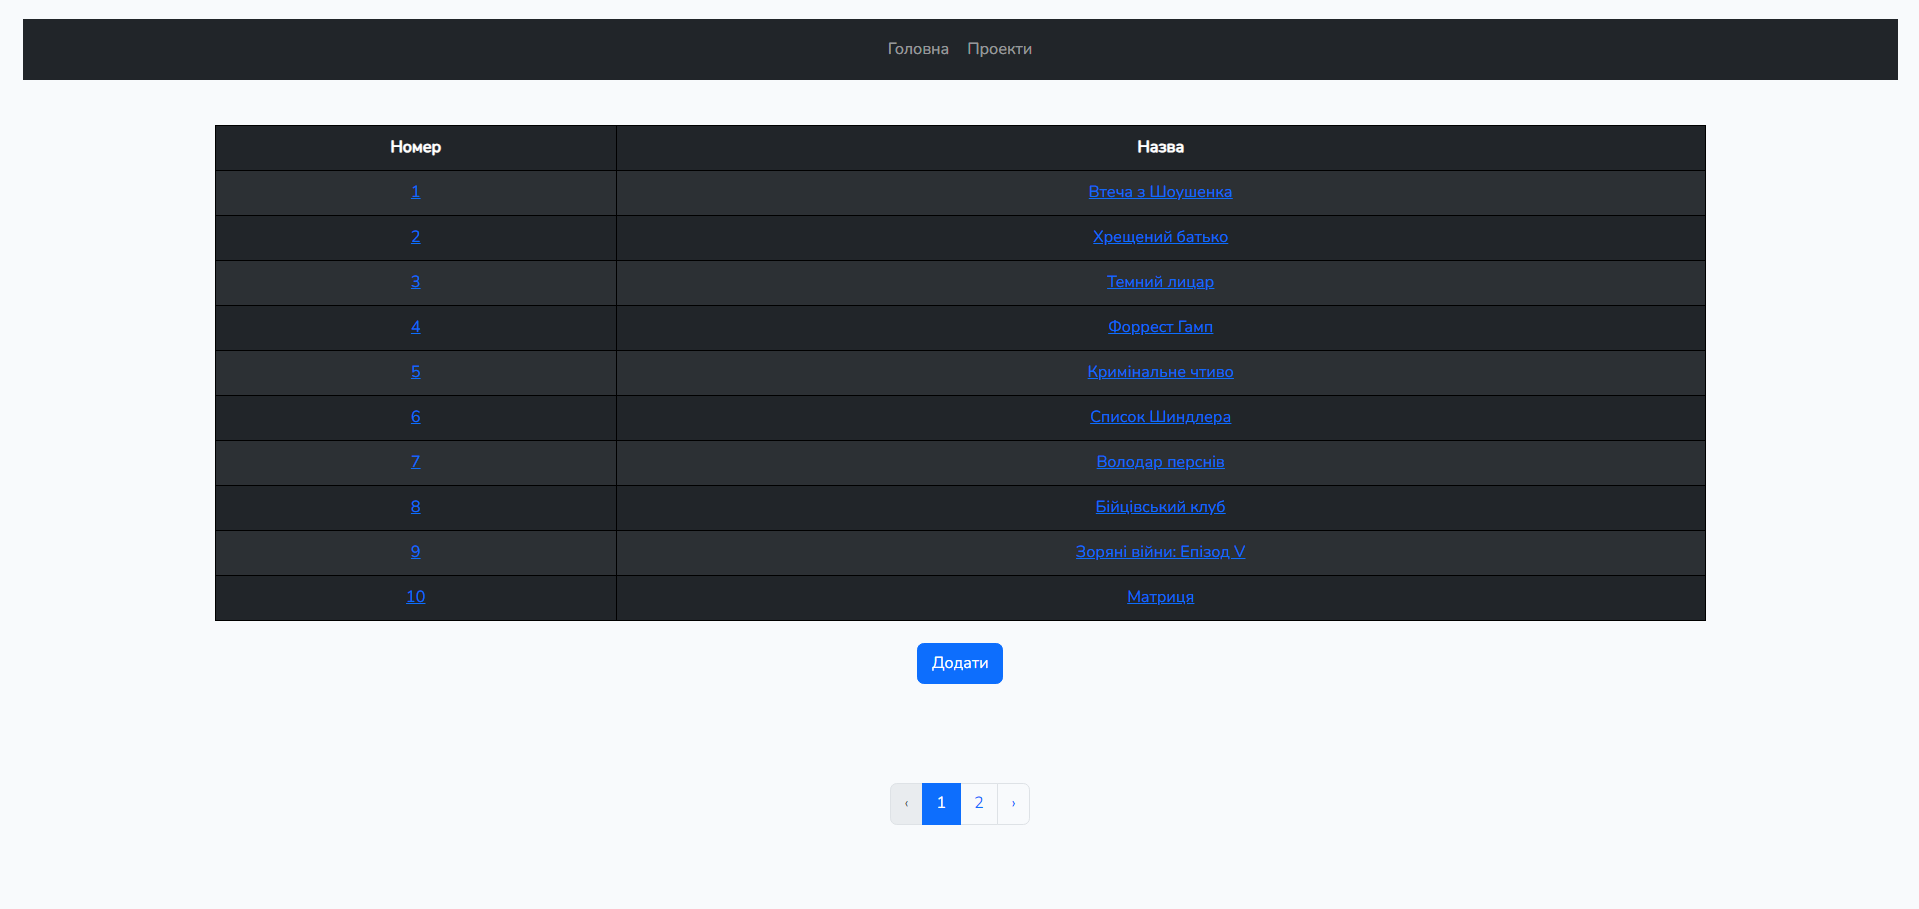 Головна Проекти
Номер Назва
1 Втеча з Шоушенка
2 Хрещений батько
3 Темний лицар
4 Форрест Гамп
5 Кримінальне чтиво
6 Список Шиндлера
7 Володар перснів
8 Бійцівський клуб
9 Зоряні війни: Епізод V
10 Матриця
Додати
‹ 1 2 ›